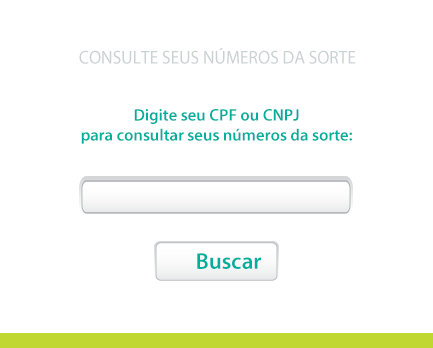 CONSULTE SEUS NÚMEROS DA SORTE
Digite seu CPF ou CNPJ
para consultar seus números da sorte:
Buscar